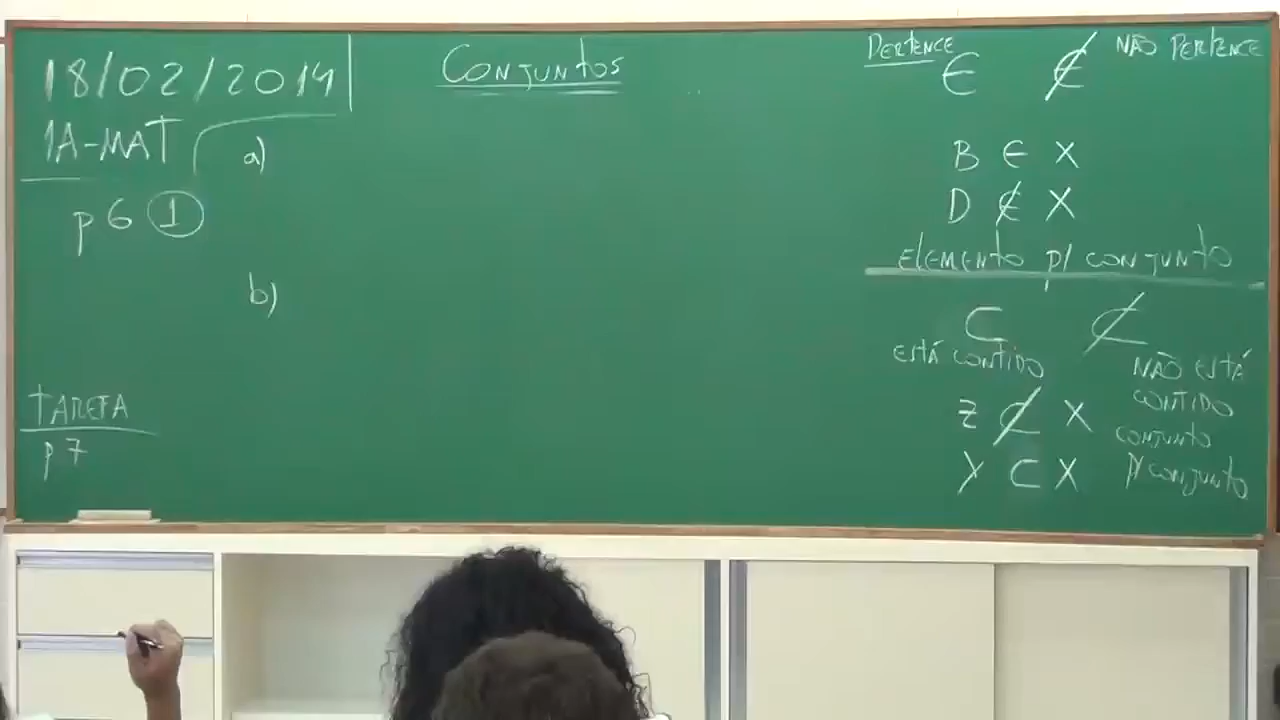 18/02/2014
1A-MAT
p 6 1
a)
b)
TAREFA
p 7
CONJUNTOS
PERTENCE ∈ ∉ NÃO PERTENCE
B ∈ X
D ∉ X
ELEMENTO p/ CONJUNTO
⊂ ⊄
ESTÁ CONTIDO
NÃO ESTÁ
CONTIDO
Z ⊄ X
CONJUNTO
Y ⊂ X
P/ CONJUNTO